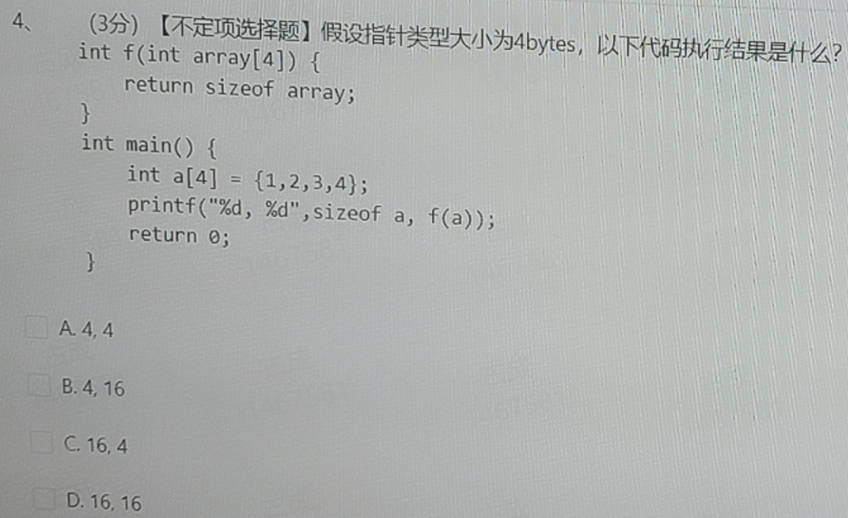 4、 (3分) 【不定项选择题】假设指针类型大小为4bytes，以下代码执行结果是什么？
int f(int array[4]) {
return sizeof array;
}
int main() {
int a[4] = {1,2,3,4};
printf("%d, %d",sizeof a, f(a));
return 0;
}
A. 4, 4
B. 4, 16
C. 16, 4
D. 16, 16